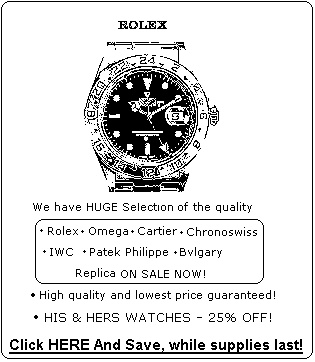 ROLEX
We have HUGE Selection of the quality
• Rolex • Omega • Cartier • Chronoswiss
• IWC • Patek Philippe • Bvlgary
Replica ON SALE NOW!
• High quality and lowest price guaranteed!
• HIS & HERS WATCHES - 25% OFF!
Click HERE And Save, while supplies last!